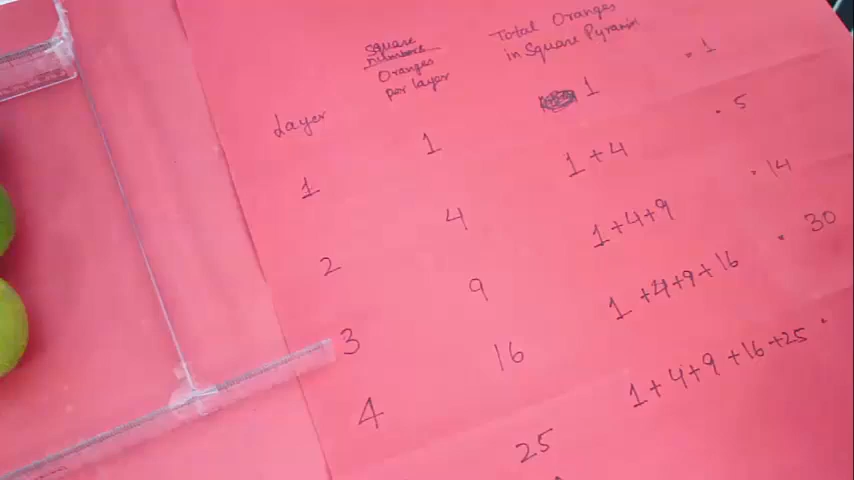 Square
Numbers
Oranges
per layer
Total Oranges
in Square Pyramid
Layer
1 1 1 = 1
2 4 1+4 = 5
3 9 1+4+9 = 14
4 16 1+4+9+16 = 30
25 1+4+9+16+25